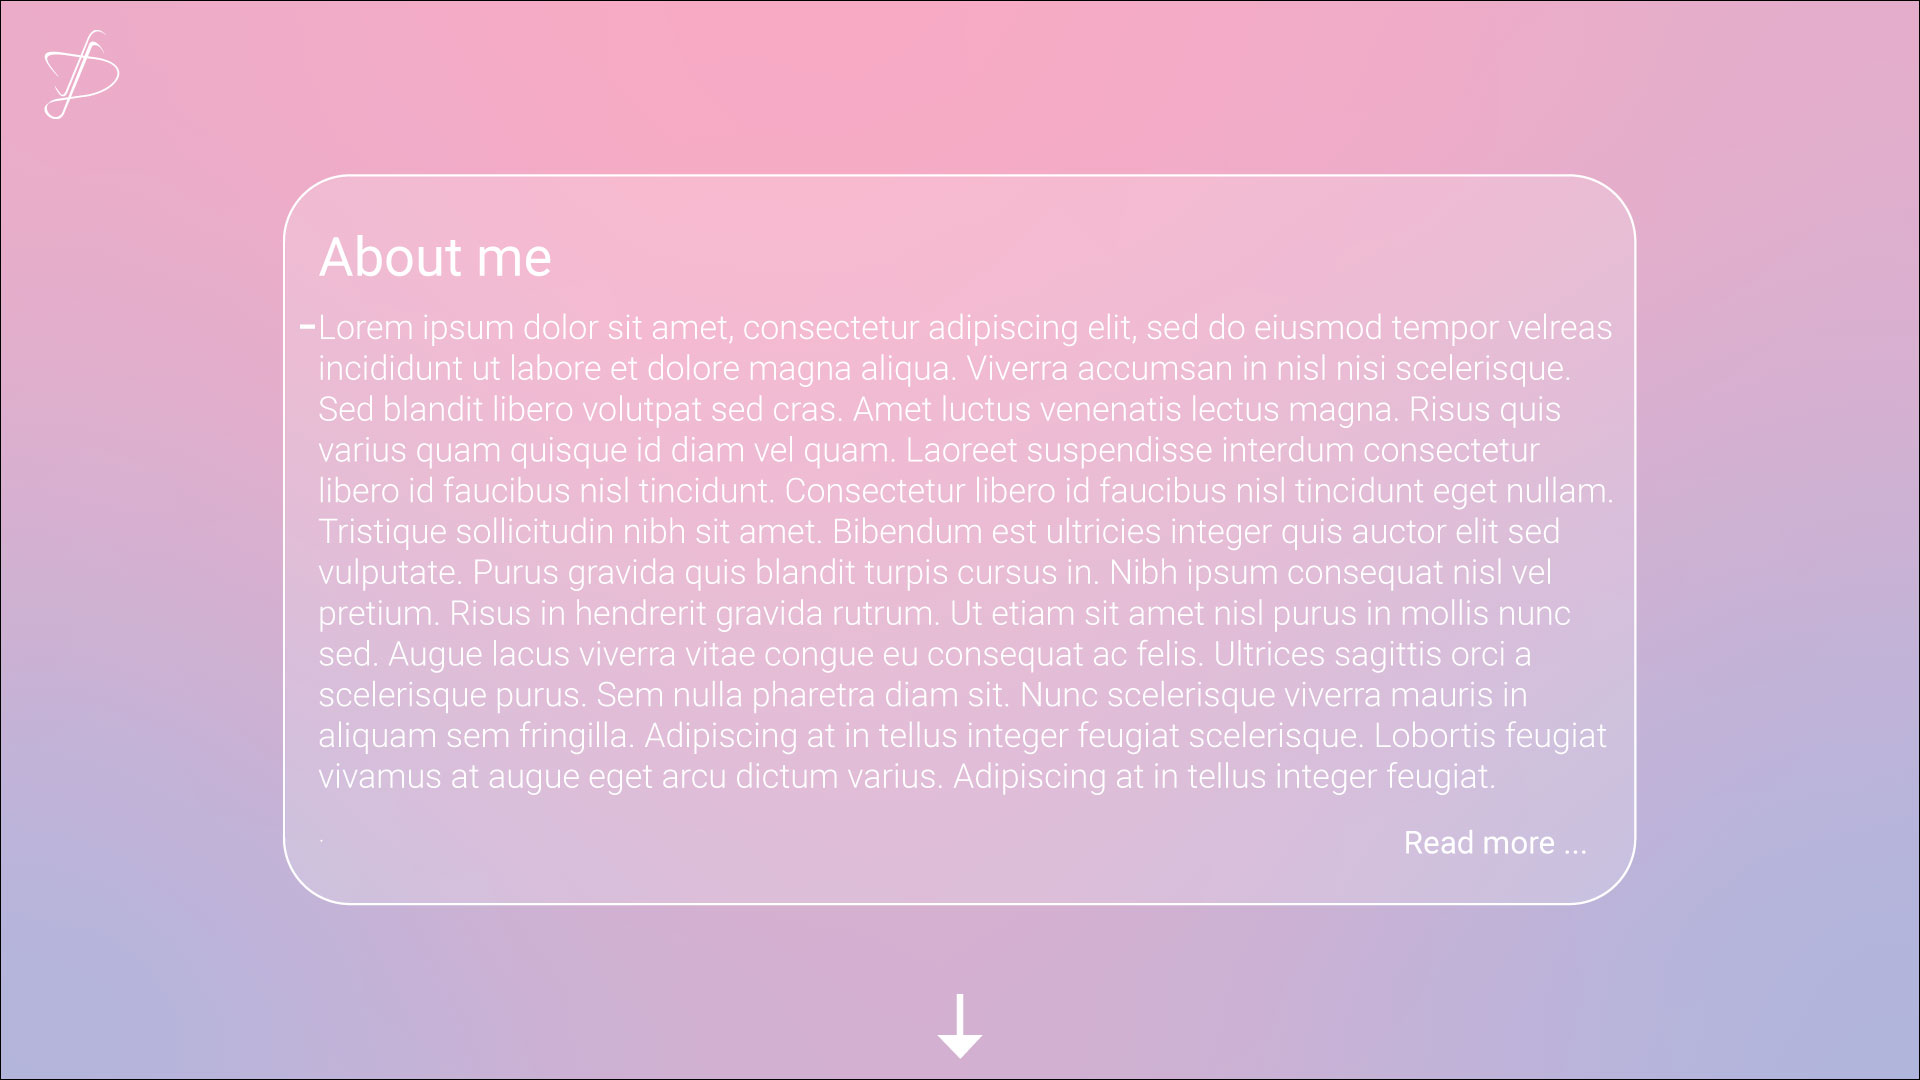 About me
-Lorem ipsum dolor sit amet, consectetur adipiscing elit, sed do eiusmod tempor velreas
incididunt ut labore et dolore magna aliqua. Viverra accumsan in nisl nisi scelerisque.
Sed blandit libero volutpat sed cras. Amet luctus venenatis lectus magna. Risus quis
varius quam quisque id diam vel quam. Laoreet suspendisse interdum consectetur
libero id faucibus nisl tincidunt. Consectetur libero id faucibus nisl tincidunt eget nullam.
Tristique sollicitudin nibh sit amet. Bibendum est ultricies integer quis auctor elit sed
vulputate. Purus gravida quis blandit turpis cursus in. Nibh ipsum consequat nisl vel
pretium. Risus in hendrerit gravida rutrum. Ut etiam sit amet nisl purus in mollis nunc
sed. Augue lacus viverra vitae congue eu consequat ac felis. Ultrices sagittis orci a
scelerisque purus. Sem nulla pharetra diam sit. Nunc scelerisque viverra mauris in
aliquam sem fringilla. Adipiscing at in tellus integer feugiat scelerisque. Lobortis feugiat
vivamus at augue eget arcu dictum varius. Adipiscing at in tellus integer feugiat.
.
Read more ...